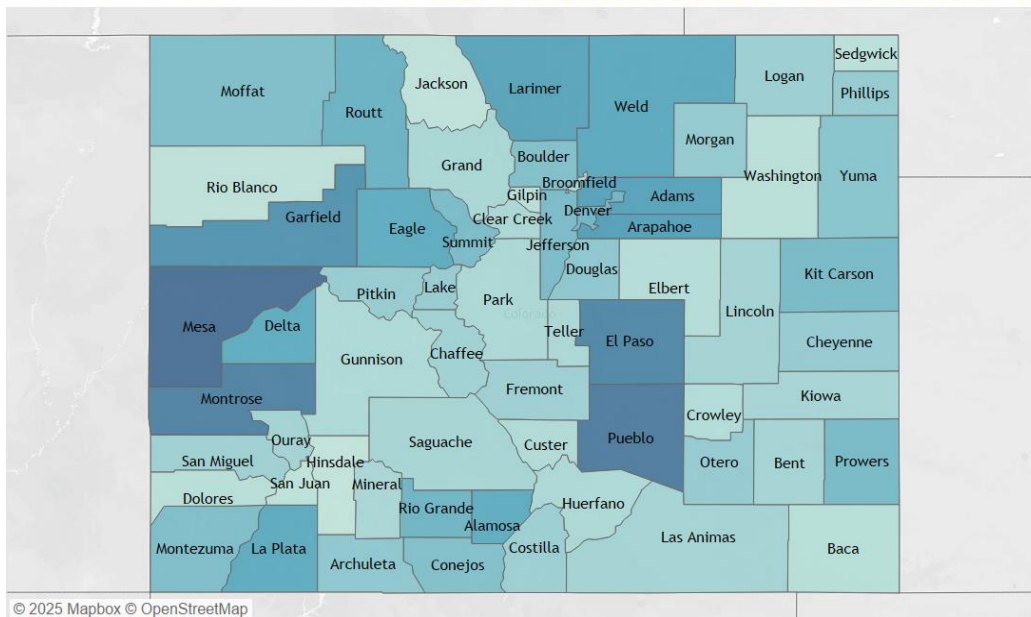 Sedgwick
Logan
Jackson
Larimer
Moffat
Weld
Phillips
Routt
Morgan
Boulder
Grand
Washington
Yuma
Broomfield
Rio Blanco
Gilpin
Adams
Denver
Garfield
Clear Creek
Eagle
Arapahoe
Summit
Jefferson
Douglas
Kit Carson
Elbert
Lake
Pitkin
Park
Lincoln
Colorado
Mesa
Delta
Teller
El Paso
Cheyenne
Chaffee
Gunnison
Fremont
Kiowa
Montrose
Crowley
Pueblo
Ouray
Saguache
Custer
San Miguel
Hinsdale
Otero
Bent
Prowers
San Juan
Mineral
Dolores
Huerfano
Rio Grande
Alamosa
Las Animas
Montezuma
La Plata
Costilla
Baca
Archuleta
Conejos
© 2025 Mapbox © OpenStreetMap